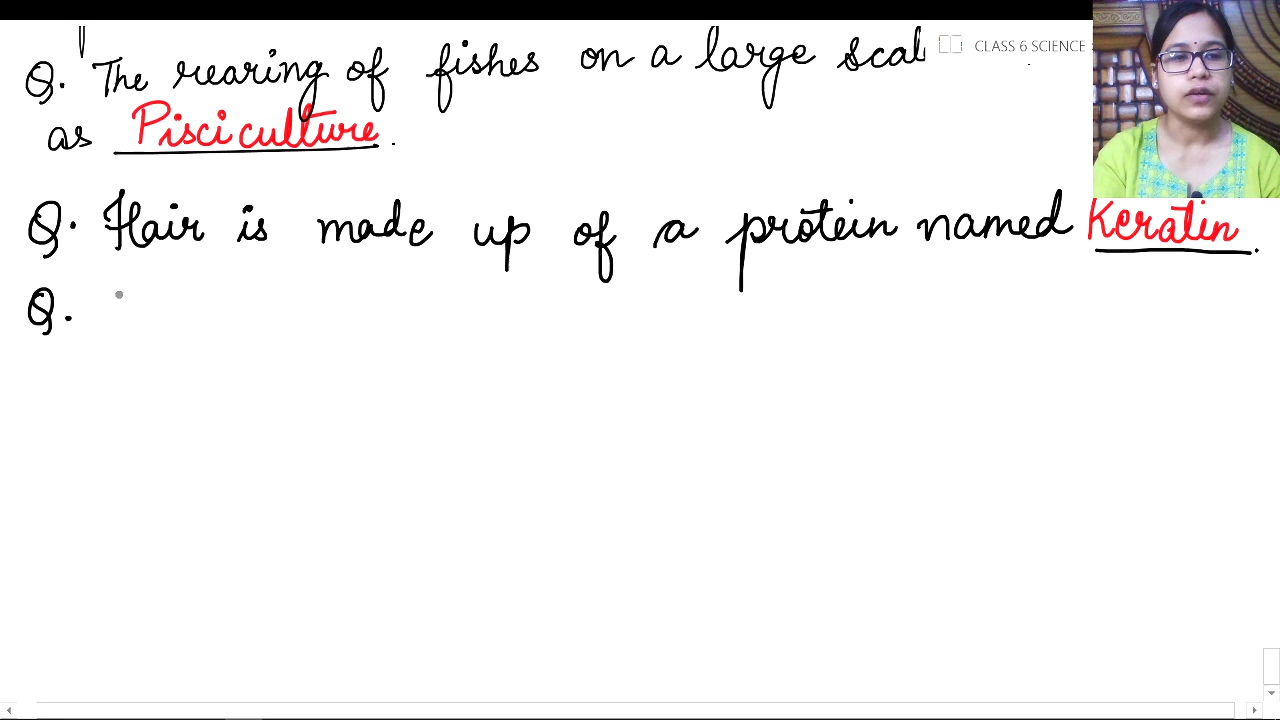 Q. The rearing of fishes on a large scal
CLASS 6 SCIENCE
as Pisciculture.
Q. Hair is made up of a protein named Keratin.
Q.